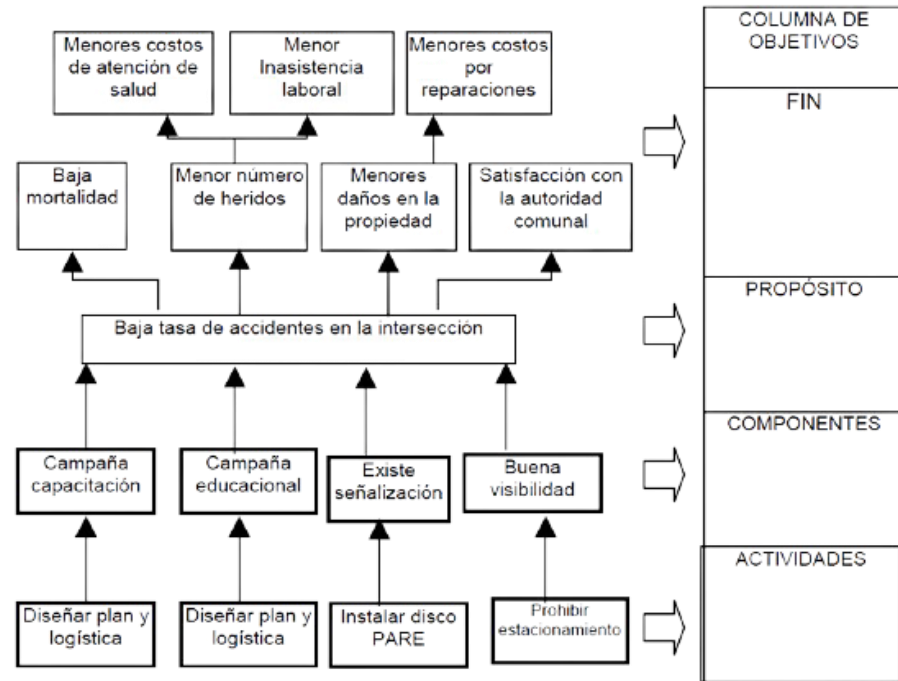 COLUMNA DE
OBJETIVOS
Menores costos
de atención de
salud
Menor
Inasistencia
laboral
Menores costos
por
reparaciones
FIN
Baja
mortalidad
Menor número
de heridos
Menores
daños en la
propiedad
Satisfacción con
la autoridad
comunal
PROPÓSITO
Baja tasa de accidentes en la intersección
COMPONENTES
Campaña
capacitación
Campaña
educacional
Existe
señalización
Buena
visibilidad
ACTIVIDADES
Diseñar plan y
logística
Diseñar plan y
logística
Instalar disco
PARE
Prohibir
estacionamiento